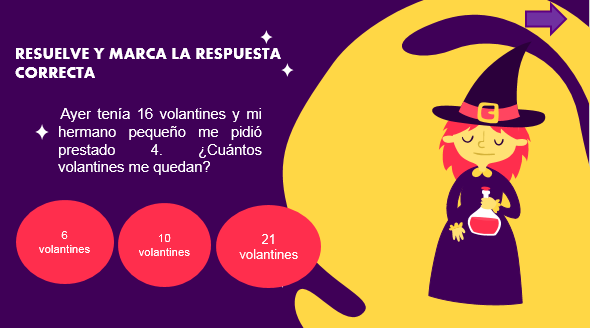 RESUELVE Y MARCA LA RESPUESTA
CORRECTA
Ayer tenía 16 volantines y mi
hermano pequeño me pidió
prestado 4. ¿Cuántos
volantines me quedan?
6
volantines
10
volantines
21
volantines